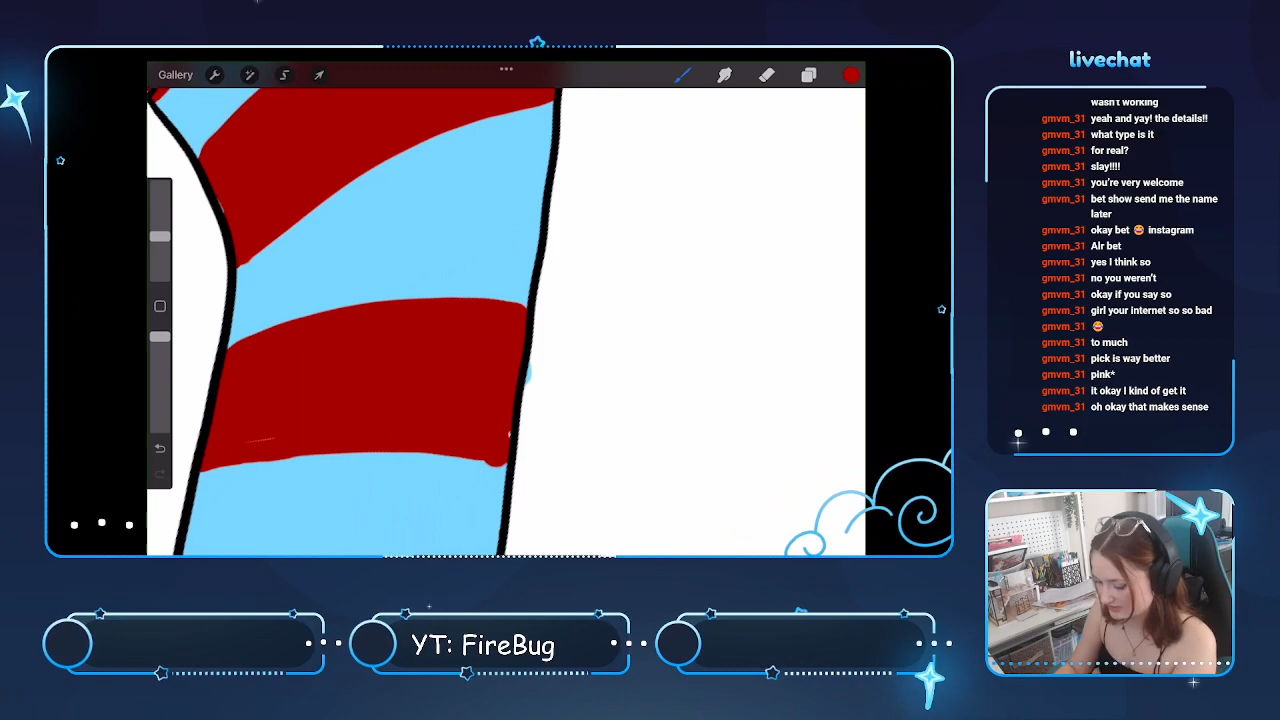 livechat
Gallery
wasn't working
gmvm_31 yeah and yay! the details!!
gmvm_31 what type is it
gmvm_31 for real?
gmvm_31 slay!!!!
gmvm_31 you're very welcome
gmvm_31 bet show send me the name
later
gmvm_31 okay bet 🤩 instagram
gmvm_31 Alr bet
gmvm_31 yes I think so
gmvm_31 no you weren't
gmvm_31 okay if you say so
gmvm_31 girl your internet so so bad
gmvm_31 🤩
gmvm_31 to much
gmvm_31 pick is way better
gmvm_31 pink*
gmvm_31 it okay I kind of get it
gmvm_31 oh okay that makes sense
YT: FireBug